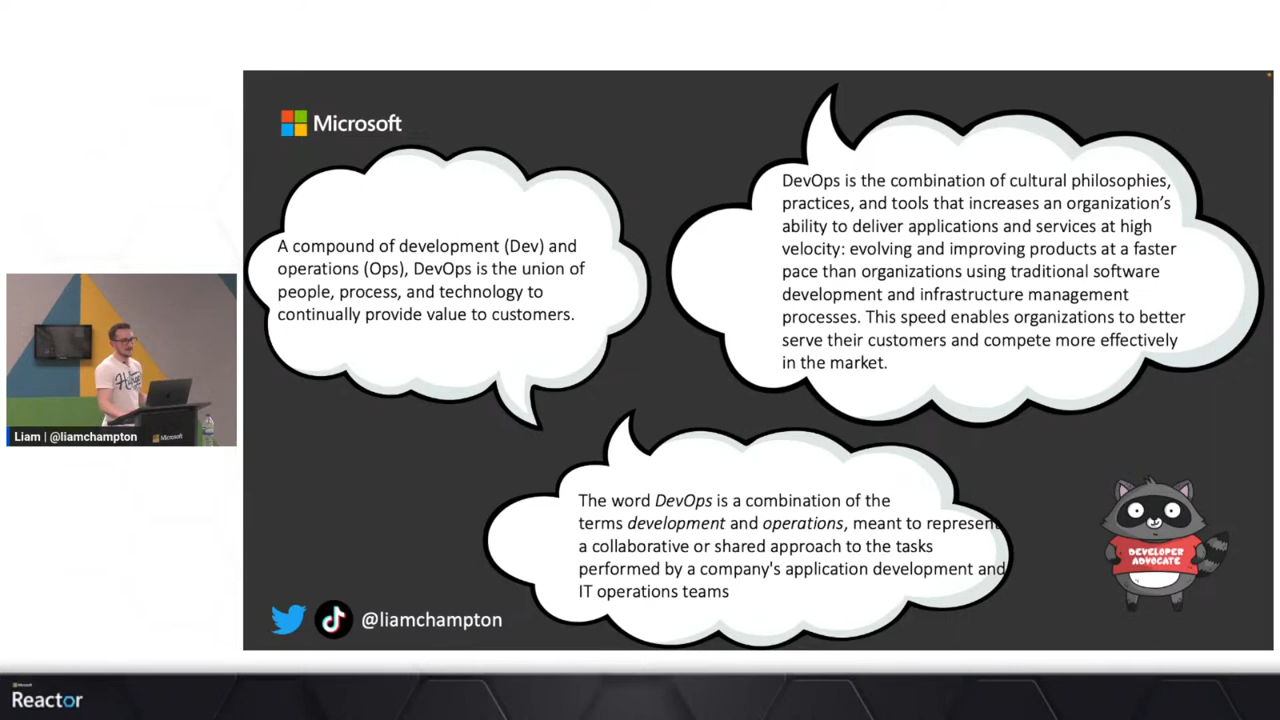 Microsoft
A compound of development (Dev) and
operations (Ops), DevOps is the union of
people, process, and technology to
continually provide value to customers.
DevOps is the combination of cultural philosophies,
practices, and tools that increases an organization’s
ability to deliver applications and services at high
velocity: evolving and improving products at a faster
pace than organizations using traditional software
development and infrastructure management
processes. This speed enables organizations to better
serve their customers and compete more effectively
in the market.
The word DevOps is a combination of the
terms development and operations, meant to represent
a collaborative or shared approach to the tasks
performed by a company's application development and
IT operations teams
DEVELOPER
ADVOCATE
@liamchampton
Liam | @liamchampton
Microsoft
Microsoft
Reactor